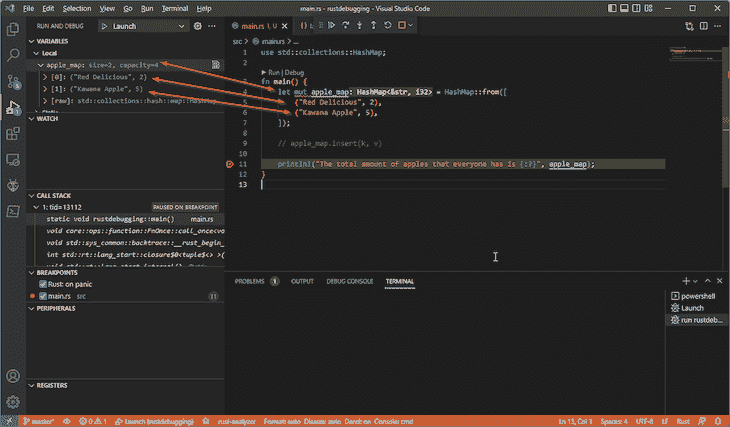 File Edit Selection View Go Run Terminal Help
main.rs - rustdebugging - Visual Studio Code
RUN AND DEBUG Launch
main.rs
VARIABLES
Local
apple_map: size=2, capacity=4
[0]: ("Red Delicious", 2)
[1]: ("Kawana Apple", 5)
[raw]: std::collections::hash::map::HashMap
WATCH
CALL STACK
1: tid=13112 PAUSED ON BREAKPOINT
static void rustdebugging::main() main.rs
void core::ops::function::FnOnce::call_once<vo
void std::sys_common::backtrace::__rust_begin_
int std::rt::lang_start::closure$0<tuple$<> >(
BREAKPOINTS
Rust: on panic
main.rs src 11
PERIPHERALS
REGISTERS
src > main.rs > ...
1 use std::collections::HashMap;
2
Run | Debug
3 fn main() {
4 let mut apple_map: HashMap<&str, i32> = HashMap::from([
5 ("Red Delicious", 2),
6 ("Kawana Apple", 5),
7 ]);
8
9 // apple_map.insert(k, v)
10
11 println!("The total amount of apples that everyone has is {:?}", apple_map);
12 }
13
PROBLEMS 1 OUTPUT DEBUG CONSOLE TERMINAL
powershell
Launch
run rustdeb...
master* 0 1 Launch (rustdebugging) rust-analyzer Format: auto Disasm: auto Deref: on Console: cmd Ln 13, Col 1 Spaces: 4 UTF-8 LF Rust